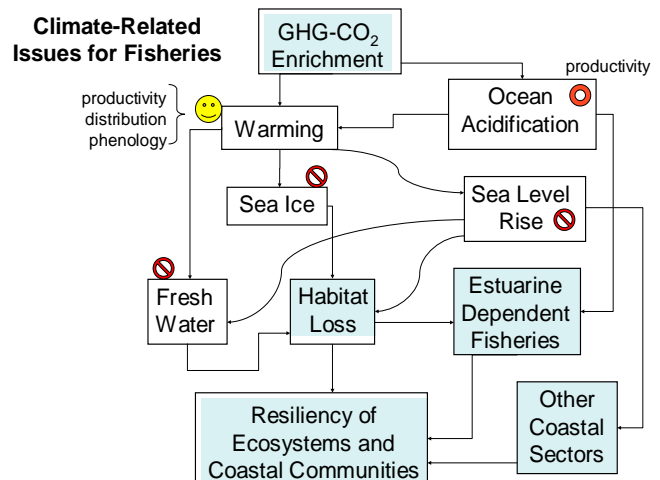 Climate-Related
Issues for Fisheries
GHG-CO₂
Enrichment
productivity
productivity
distribution
phenology
Warming
Ocean
Acidification
Sea Ice
Sea Level
Rise
Fresh
Water
Habitat
Loss
Estuarine
Dependent
Fisheries
Resiliency of
Ecosystems and
Coastal Communities
Other
Coastal
Sectors